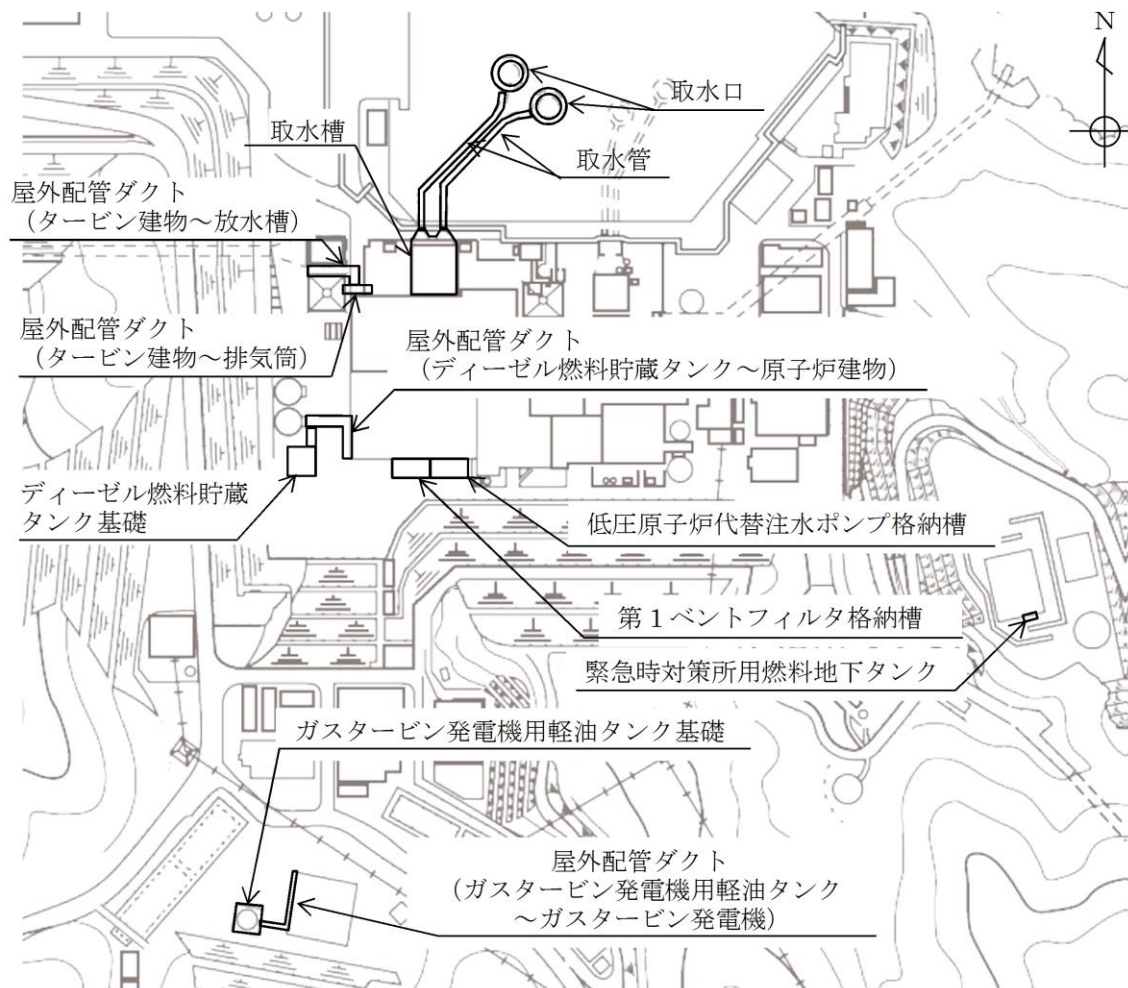 N
取水口
取水槽
取水管
屋外配管ダクト
（タービン建物～放水槽）
屋外配管ダクト
（タービン建物～排気筒）
屋外配管ダクト
（ディーゼル燃料貯蔵タンク～原子炉建物）
ディーゼル燃料貯蔵
タンク基礎
低圧原子炉代替注水ポンプ格納槽
第１ベントフィルタ格納槽
緊急時対策所用燃料地下タンク
ガスタービン発電機用軽油タンク基礎
屋外配管ダクト
（ガスタービン発電機用軽油タンク
～ガスタービン発電機）